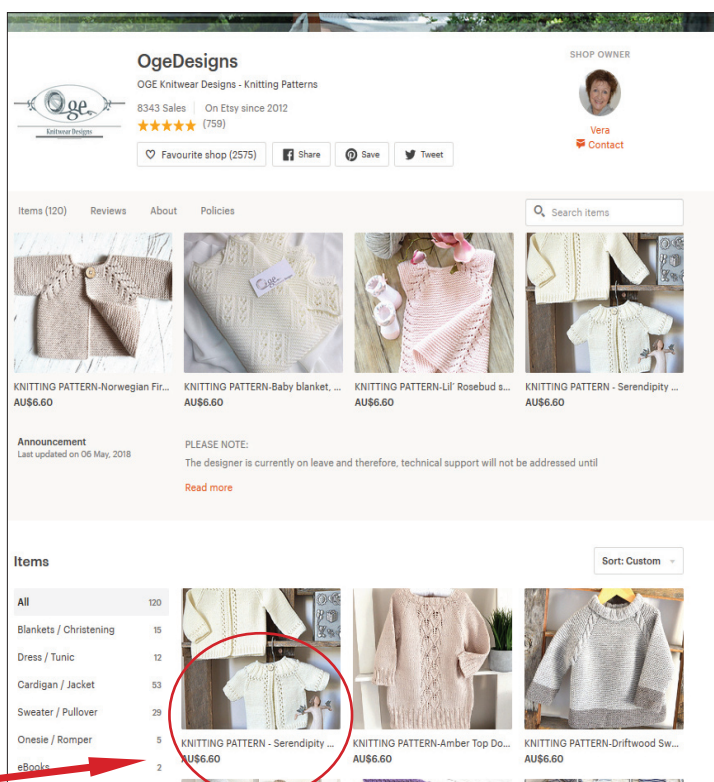 OgeDesigns
OGE Knitwear Designs - Knitting Patterns
8343 Sales On Etsy since 2012
(759)
Favourite shop (2575) Share Save Tweet
Oge
Knitwear Designs
SHOP OWNER
Vera
Contact
Items (120) Reviews About Policies
Search items
Oge
KNITTING PATTERN-Norwegian Fir...
AU$6.60
KNITTING PATTERN-Baby blanket, ...
AU$6.60
KNITTING PATTERN-Lil' Rosebud s...
AU$6.60
KNITTING PATTERN - Serendipity ...
AU$6.60
Announcement
Last updated on 06 May, 2018
PLEASE NOTE:
The designer is currently on leave and therefore, technical support will not be addressed until
Read more
Items
Sort: Custom
All 120
Blankets / Christening 15
Dress / Tunic 12
Cardigan / Jacket 53
Sweater / Pullover 29
Onesie / Romper 5
eBooks 2
KNITTING PATTERN - Serendipity ...
AU$6.60
KNITTING PATTERN-Amber Top Do...
AU$6.60
KNITTING PATTERN-Driftwood Sw...
AU$6.60